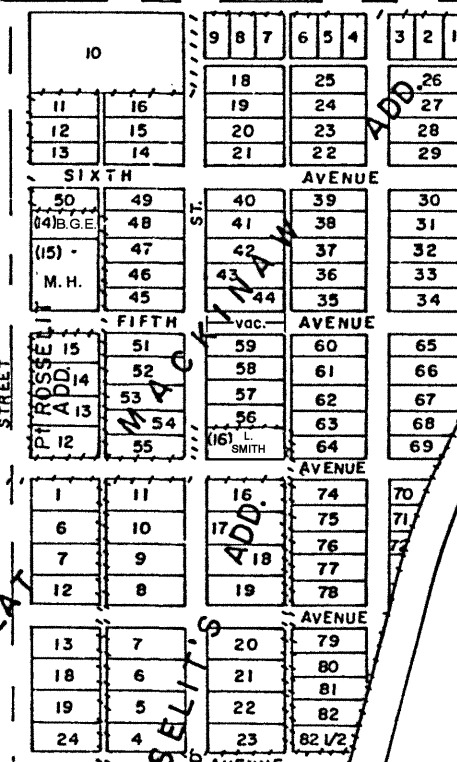 10
9 8 7 6 5 4 3 2 1
18 25 26
11 16 19 24 27
12 15 20 23 28
13 14 21 22 29
SIXTH AVENUE
50 49 40 39 30
(14) B.G.E. 48 41 38 31
(15) - 47 42 37 32
M. H. 46 43 36 33
45 44 35 34
FIFTH vac. AVENUE
15 51 59 60 65
14 52 58 61 66
13 53 57 62 67
12 54 56 63 68
55 (16) L. SMITH 64 69
AVENUE
1 11 16 74 70
6 10 17 75 71
7 9 18 76 72
12 8 19 77
78
AVENUE
13 7 20 79
18 6 21 80
19 5 22 81
24 4 23 82
82 1/2
AVENUE
STREET
ST.
Pt ROSSELIT
ADD.
MACKINAW
ADD.
ADD.
SELIT'S